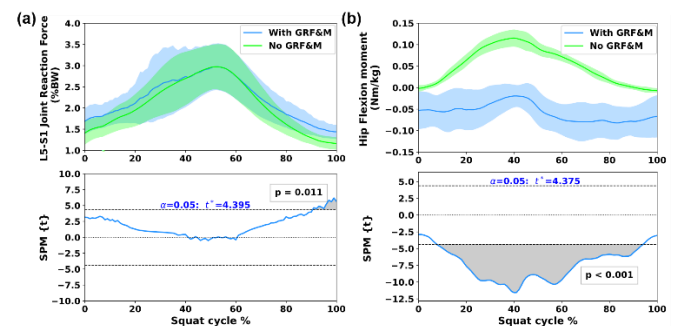 (a)
4.0
3.5
3.0
2.5
2.0
1.5
1.0
L5-S1 Joint Reaction Force
(%BW)
With GRF&M
No GRF&M
0 20 40 60 80 100
(b)
0.15
0.10
0.05
0.00
−0.05
−0.10
−0.15
Hip Flexion moment
(Nm/kg)
With GRF&M
No GRF&M
0 20 40 60 80 100
10.0
7.5
5.0
2.5
0.0
−2.5
−5.0
−7.5
−10.0
SPM {t}
p = 0.011
α=0.05: t*=4.395
0 20 40 60 80 100
Squat cycle %
5.0
2.5
0.0
−2.5
−5.0
−7.5
−10.0
−12.5
SPM {t}
α=0.05: t*=4.375
p < 0.001
0 20 40 60 80 100
Squat cycle %